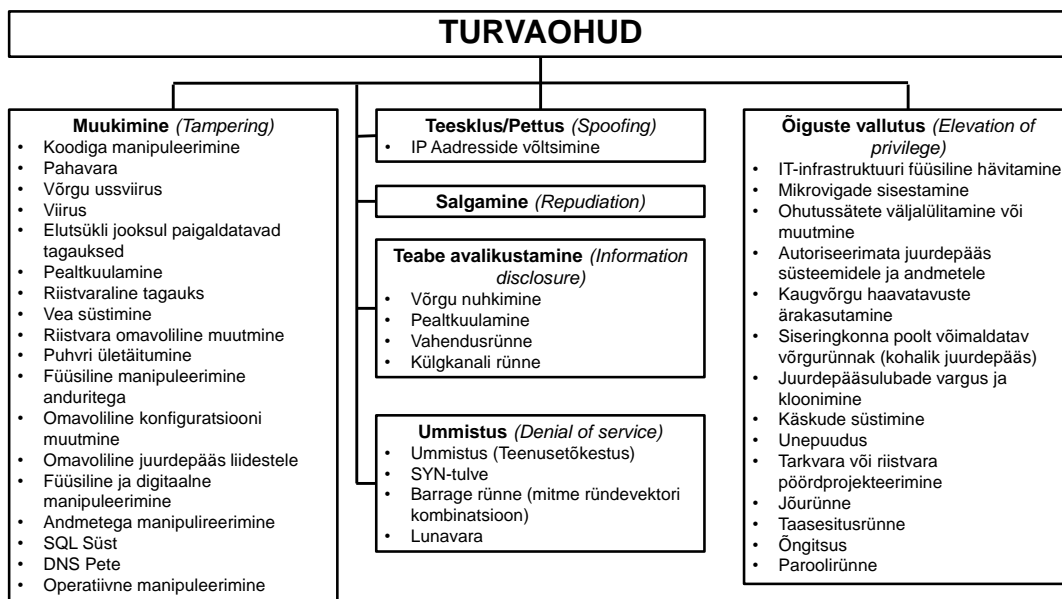 TURVAOHUD
Muukimine (Tampering)
• Koodiga manipuleerimine
• Pahavara
• Võrgu ussviirus
• Viirus
• Elutsükli jooksul paigaldatavad
tagauksed
• Pealtkuulamine
• Riistvaraline tagauks
• Vea süstimine
• Riistvara omavoliline muutmine
• Puhvri ületäitumine
• Füüsiline manipuleerimine
anduritega
• Omavoliline konfiguratsiooni
muutmine
• Omavoliline juurdepääs liidestele
• Füüsiline ja digitaalne
manipuleerimine
• Andmetega manipulireerimine
• SQL Süst
• DNS Pete
• Operatiivne manipuleerimine
Teesklus/Pettus (Spoofing)
• IP Aadresside võltsimine
Salgamine (Repudiation)
Teabe avalikustamine (Information
disclosure)
• Võrgu nuhkimine
• Pealtkuulamine
• Vahendusrünne
• Külgkanali rünne
Ummistus (Denial of service)
• Ummistus (Teenusetõkestus)
• SYN-tulve
• Barrage rünne (mitme ründevektori
kombinatsioon)
• Lunavara
Õiguste vallutus (Elevation of
privilege)
• IT-infrastruktuuri füüsiline hävitamine
• Mikrovigade sisestamine
• Ohutussätete väljalülitamine või
muutmine
• Autoriseerimata juurdepääs
süsteemidele ja andmetele
• Kaugvõrgu haavatavuste
ärakasutamine
• Siseringkonna poolt võimaldatav
võrgurünnak (kohalik juurdepääs)
• Juurdepääsulubade vargus ja
kloonimine
• Käskude süstimine
• Unepuudus
• Tarkvara või riistvara
pöördprojekteerimine
• Jõurünne
• Taasesitusrünne
• Õngitsus
• Paroolirünne